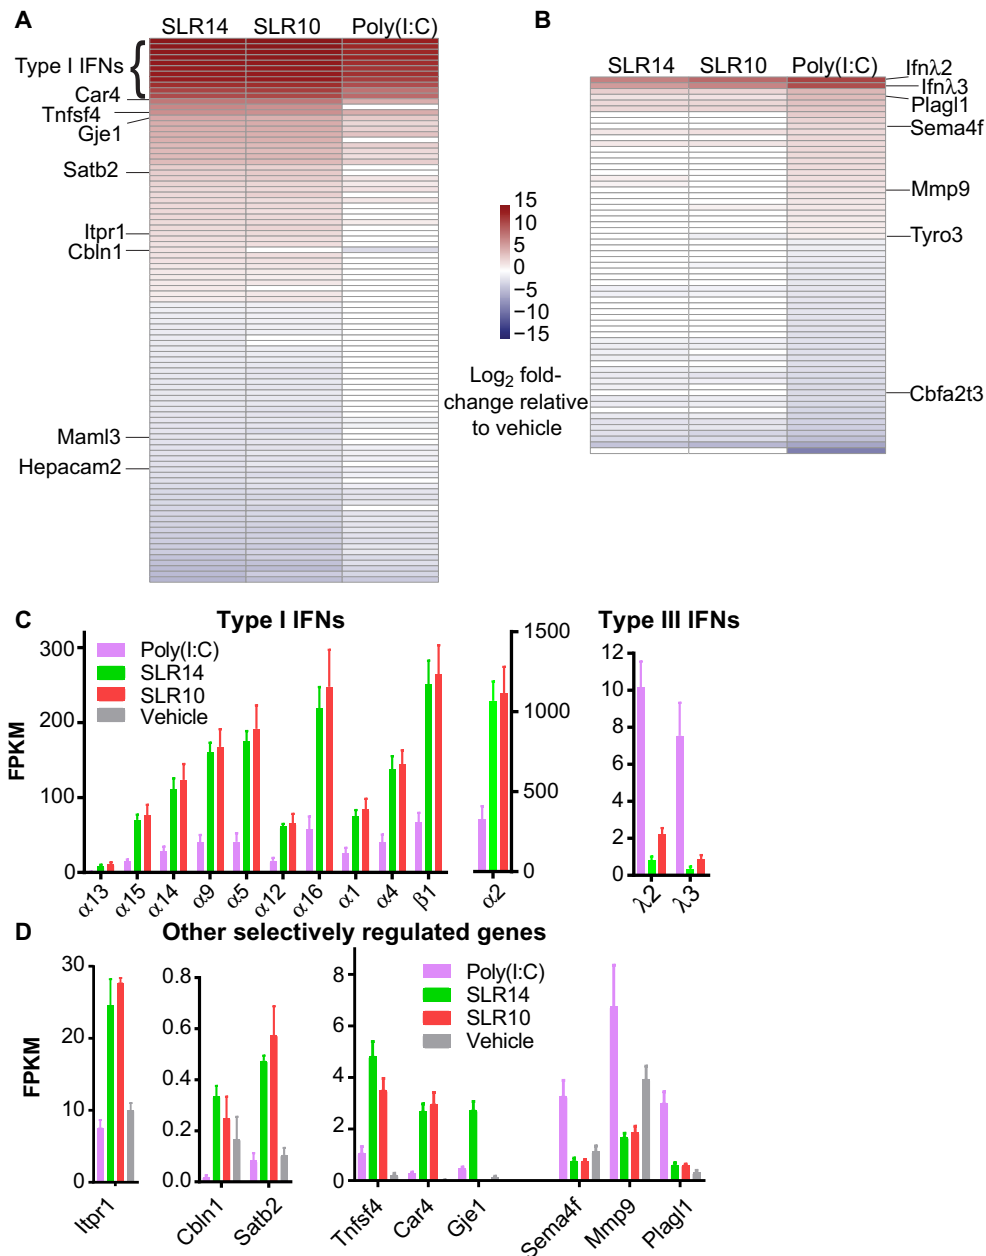 A
SLR14 SLR10 Poly(I:C)
Type I IFNs {
Car4
Tnfsf4
Gje1
Satb2
Itpr1
Cbln1
Maml3
Hepacam2
15
10
5
0
−5
−10
−15
Log2 fold-
change relative
to vehicle
B
SLR14 SLR10 Poly(I:C)
Ifnλ2
Ifnλ3
Plagl1
Sema4f
Mmp9
Tyro3
Cbfa2t3
C
Type I IFNs
Poly(I:C)
SLR14
SLR10
Vehicle
FPKM
300
200
100
0
α13 α15 α14 α9 α5 α12 α16 α1 α4 β1
1500
1000
500
0
α2
Type III IFNs
12
10
8
6
4
2
0
λ2 λ3
D
Other selectively regulated genes
FPKM
30
20
10
0
Itpr1
0.8
0.6
0.4
0.2
0.0
Cbln1 Satb2
8
6
4
2
0
Poly(I:C)
SLR14
SLR10
Vehicle
Tnfsf4 Car4 Gje1 Sema4f Mmp9 Plagl1